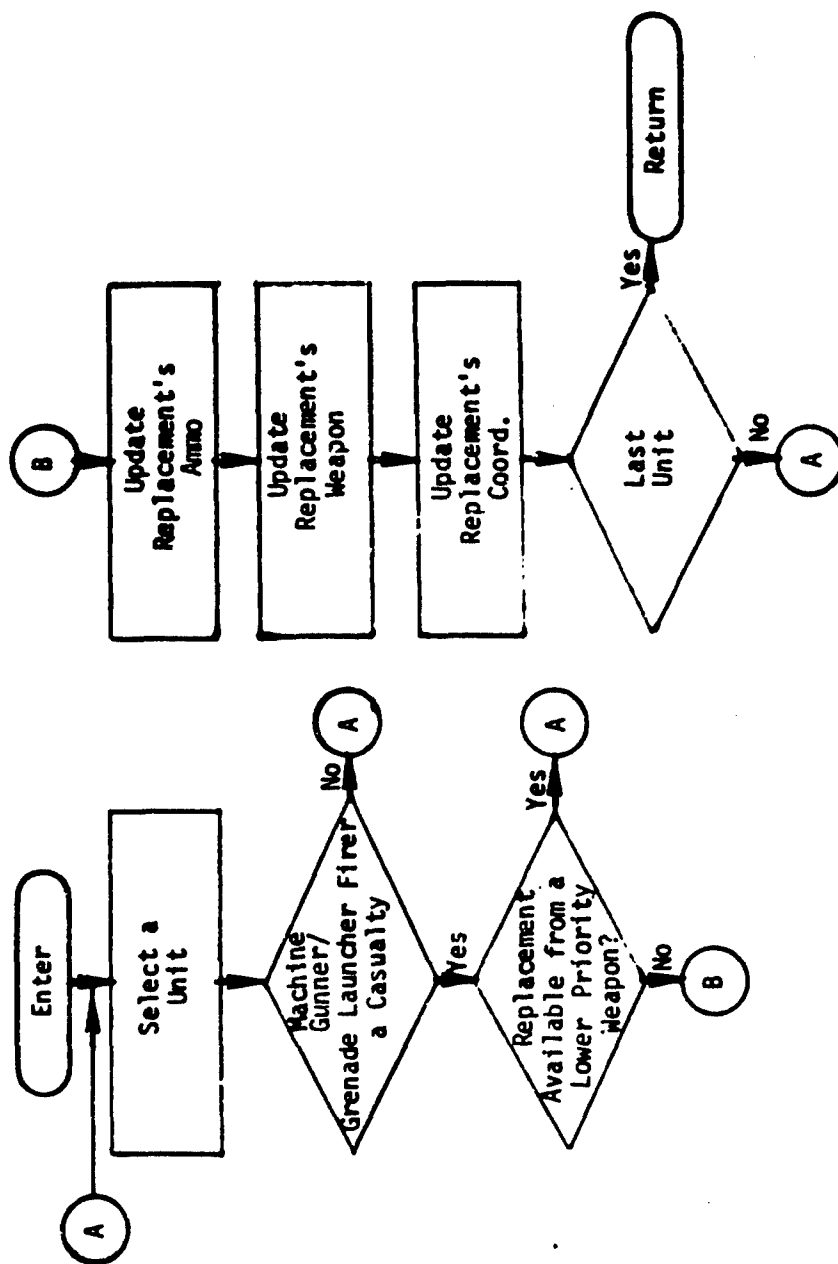 Enter
A
Select a
Unit
Machine
Gunner/
Grenade Launcher Firer
a Casualty
No
A
Yes
Replacement
Available from a
Lower Priority
Weapon?
Yes
A
No
B
B
Update
Replacement's
Ammo
Update
Replacement's
Weapon
Update
Replacement's
Coord.
Last
Unit
Yes
Return
No
A